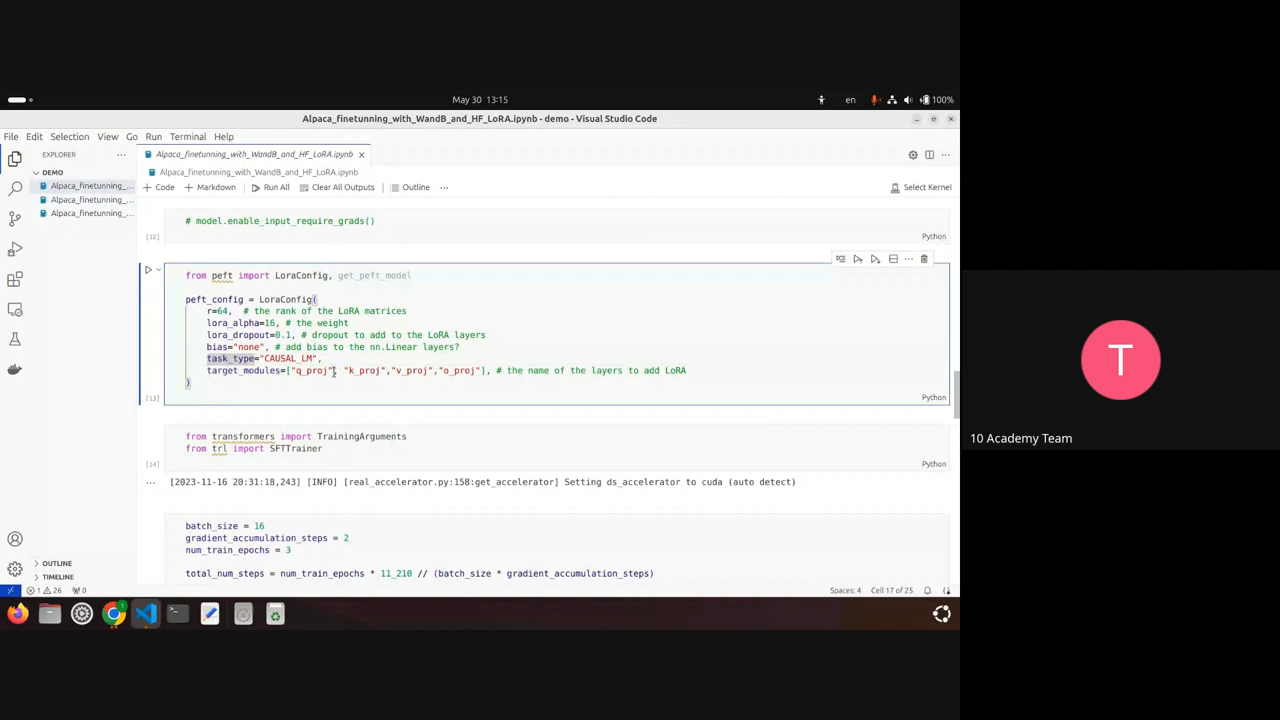 May 30 13:15
en
100%
Alpaca_finetunning_with_WandB_and_HF_LoRA.ipynb - demo - Visual Studio Code
File Edit Selection View Go Run Terminal Help
EXPLORER
Alpaca_finetunning_with_WandB_and_HF_LoRA.ipynb
DEMO
Alpaca_finetunning_with_WandB_and_HF_LoRA.ipynb
Alpaca_finetunning_...
Alpaca_finetunning_...
Alpaca_finetunning_...
+ Code + Markdown Run All Clear All Outputs Outline ...
Select Kernel
# model.enable_input_require_grads()
[12]
Python
from peft import LoraConfig, get_peft_model
peft_config = LoraConfig(
r=64, # the rank of the LoRA matrices
lora_alpha=16, # the weight
lora_dropout=0.1, # dropout to add to the LoRA layers
bias="none", # add bias to the nn.Linear layers?
task_type="CAUSAL_LM",
target_modules=["q_proj", "k_proj","v_proj","o_proj"], # the name of the layers to add LoRA
)
[13]
Python
from transformers import TrainingArguments
from trl import SFTTrainer
[14]
Python
... [2023-11-16 20:31:18,243] [INFO] [real_accelerator.py:158:get_accelerator] Setting ds_accelerator to cuda (auto detect)
batch_size = 16
gradient_accumulation_steps = 2
num_train_epochs = 3
total_num_steps = num_train_epochs * 11_210 // (batch_size * gradient_accumulation_steps)
OUTLINE
TIMELINE
1 26 0
Spaces: 4 Cell 17 of 25
T
10 Academy Team